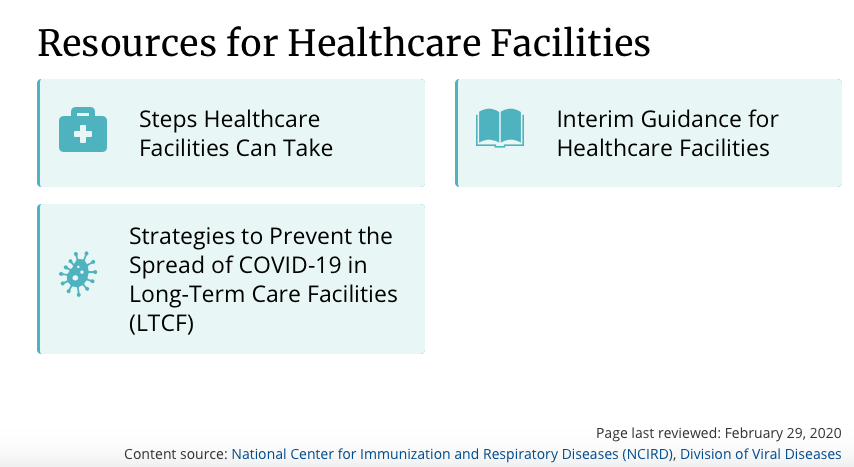 Resources for Healthcare Facilities
Steps Healthcare
Facilities Can Take
Interim Guidance for
Healthcare Facilities
Strategies to Prevent the
Spread of COVID-19 in
Long-Term Care Facilities
(LTCF)
Page last reviewed: February 29, 2020
Content source: National Center for Immunization and Respiratory Diseases (NCIRD), Division of Viral Diseases